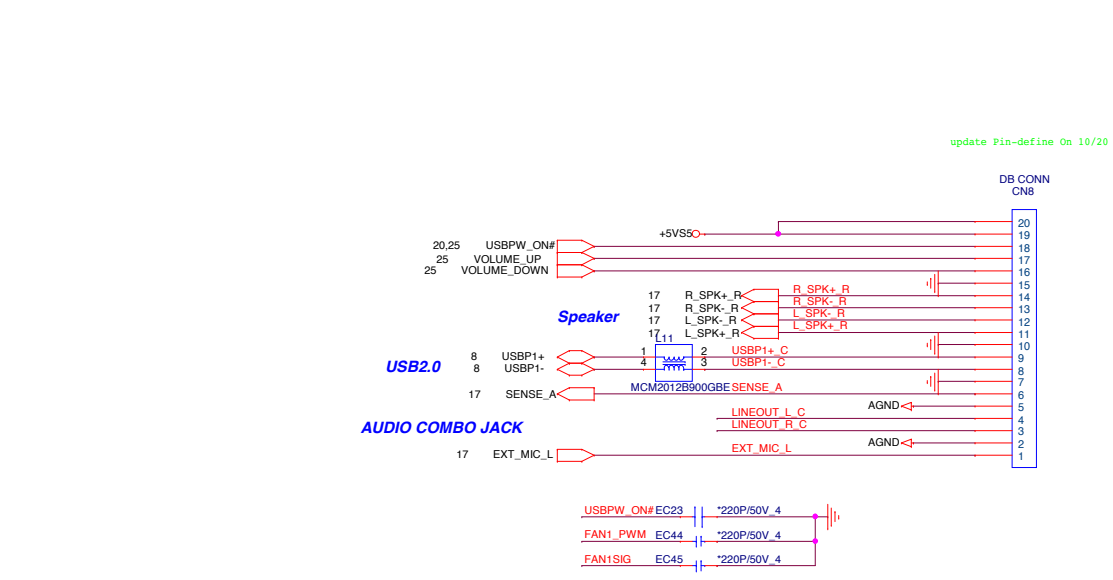 update Pin-define On 10/20
DB CONN
CN8
20
+5VS5 19
20,25 USBPW_ON# 18
25 VOLUME_UP 17
25 VOLUME_DOWN 16
15
17 R_SPK+_R R_SPK+_R 14
17 R_SPK-_R R_SPK-_R 13
Speaker
17 L_SPK-_R L_SPK-_R 12
17 L_SPK+_R L_SPK+_R 11
L11
10
1 2 USBP1+_C
8 USBP1+ 9
USB2.0
4 3 USBP1-_C
8 USBP1- 8
7
MCM2012B900GBE SENSE_A
17 SENSE_A 6
AGND 5
LINEOUT_L_C 4
AUDIO COMBO JACK
LINEOUT_R_C 3
AGND 2
17 EXT_MIC_L EXT_MIC_L 1
USBPW_ON# EC23 *220P/50V_4
FAN1_PWM EC44 *220P/50V_4
FAN1SIG EC45 *220P/50V_4